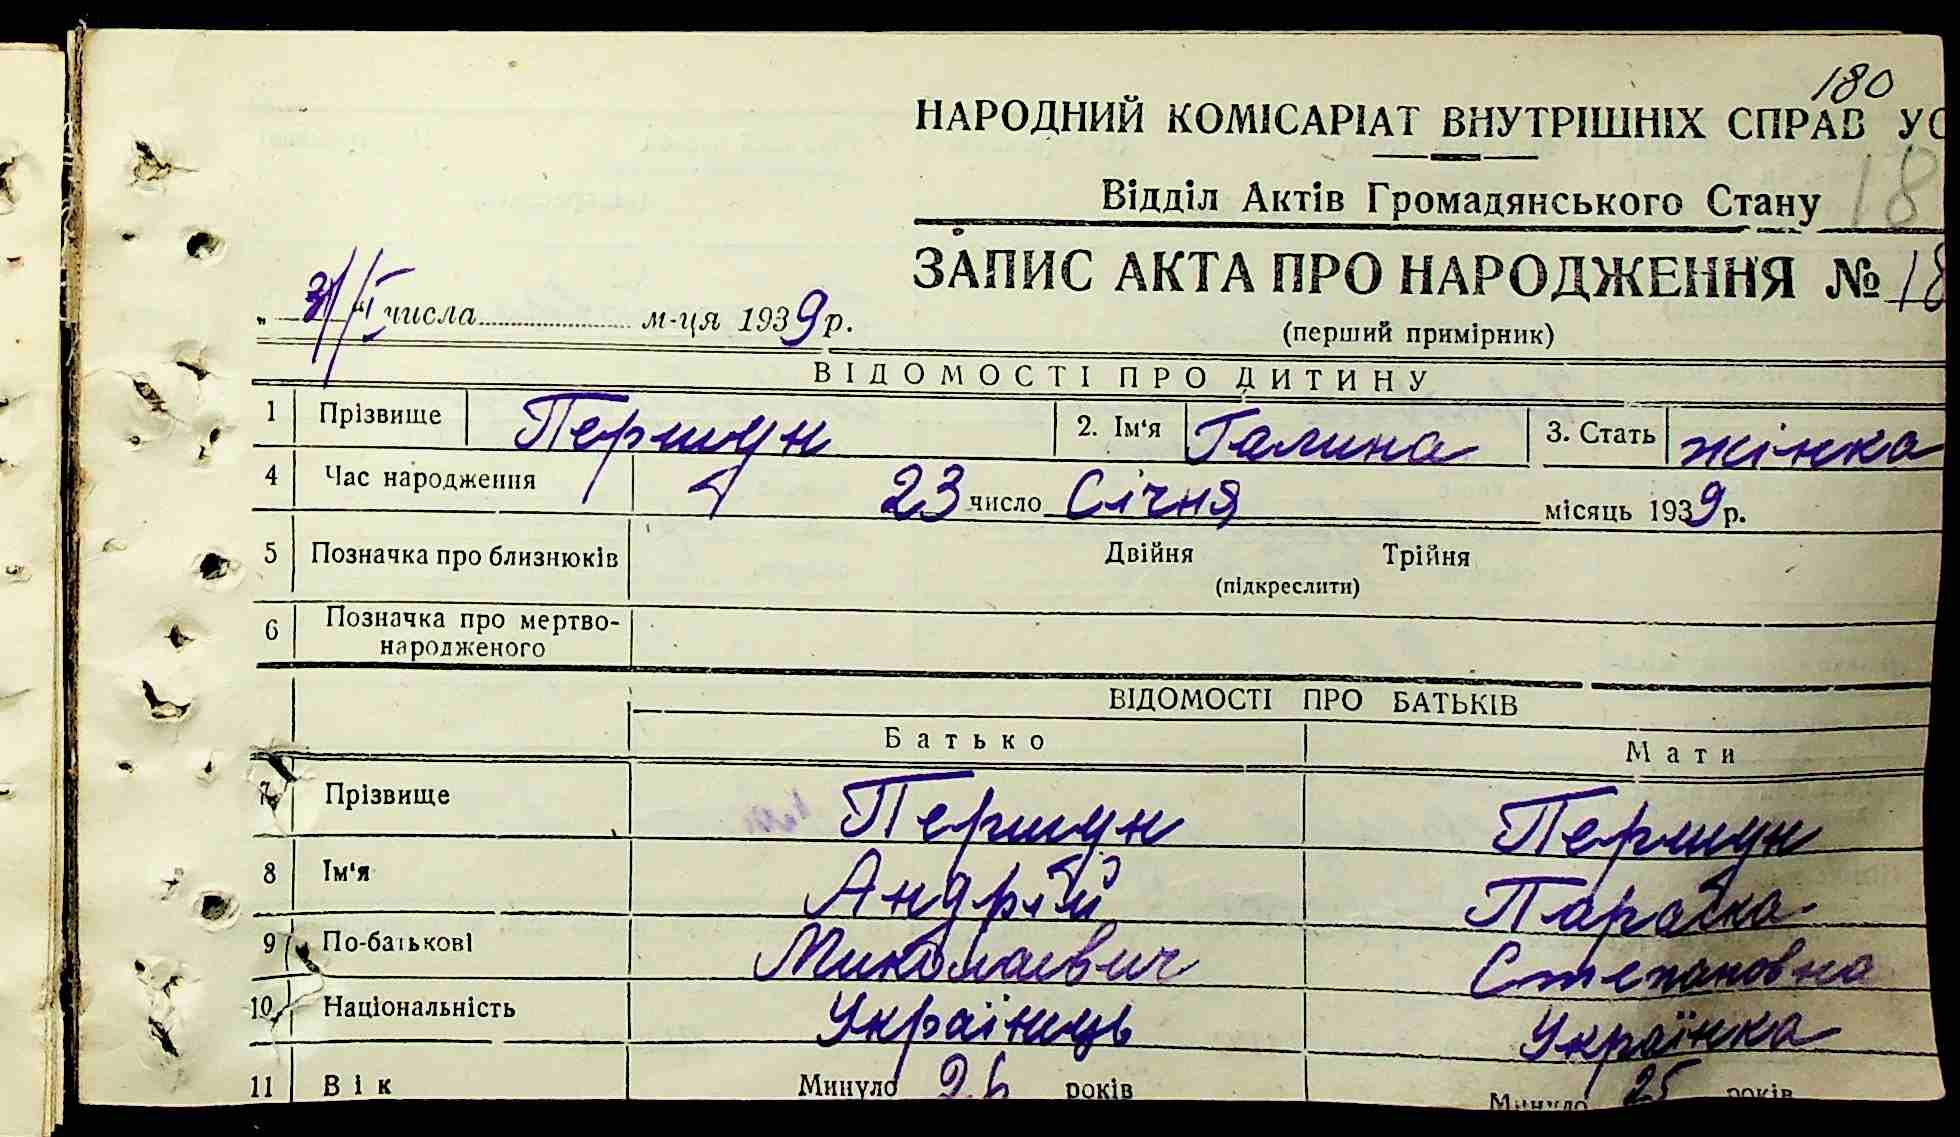 180
НАРОДНИЙ КОМІСАРІАТ ВНУТРІШНІХ СПРАВ УС
Відділ Актів Громадянського Стану 18
ЗАПИС АКТА ПРО НАРОДЖЕННЯ № 18
„ 31/I “ числа м-ця 1939 р.
(перший примірник)
ВІДОМОСТІ ПРО ДИТИНУ
1 Прізвище Першун 2. Ім‘я Галина 3. Стать жінка
4 Час народження 23 число Січня місяць 1939 р.
5 Позначка про близнюків Двійня Трійня
(підкреслити)
6 Позначка про мертво-
народженого
ВІДОМОСТІ ПРО БАТЬКІВ
Батько Мати
7 Прізвище Першун Першун
8 Ім‘я Андрій Параска
9 По-батькові Миколаєвич Степановна
10 Національність Українець Українка
11 Вік Минуло 26 років Минуло 25 років